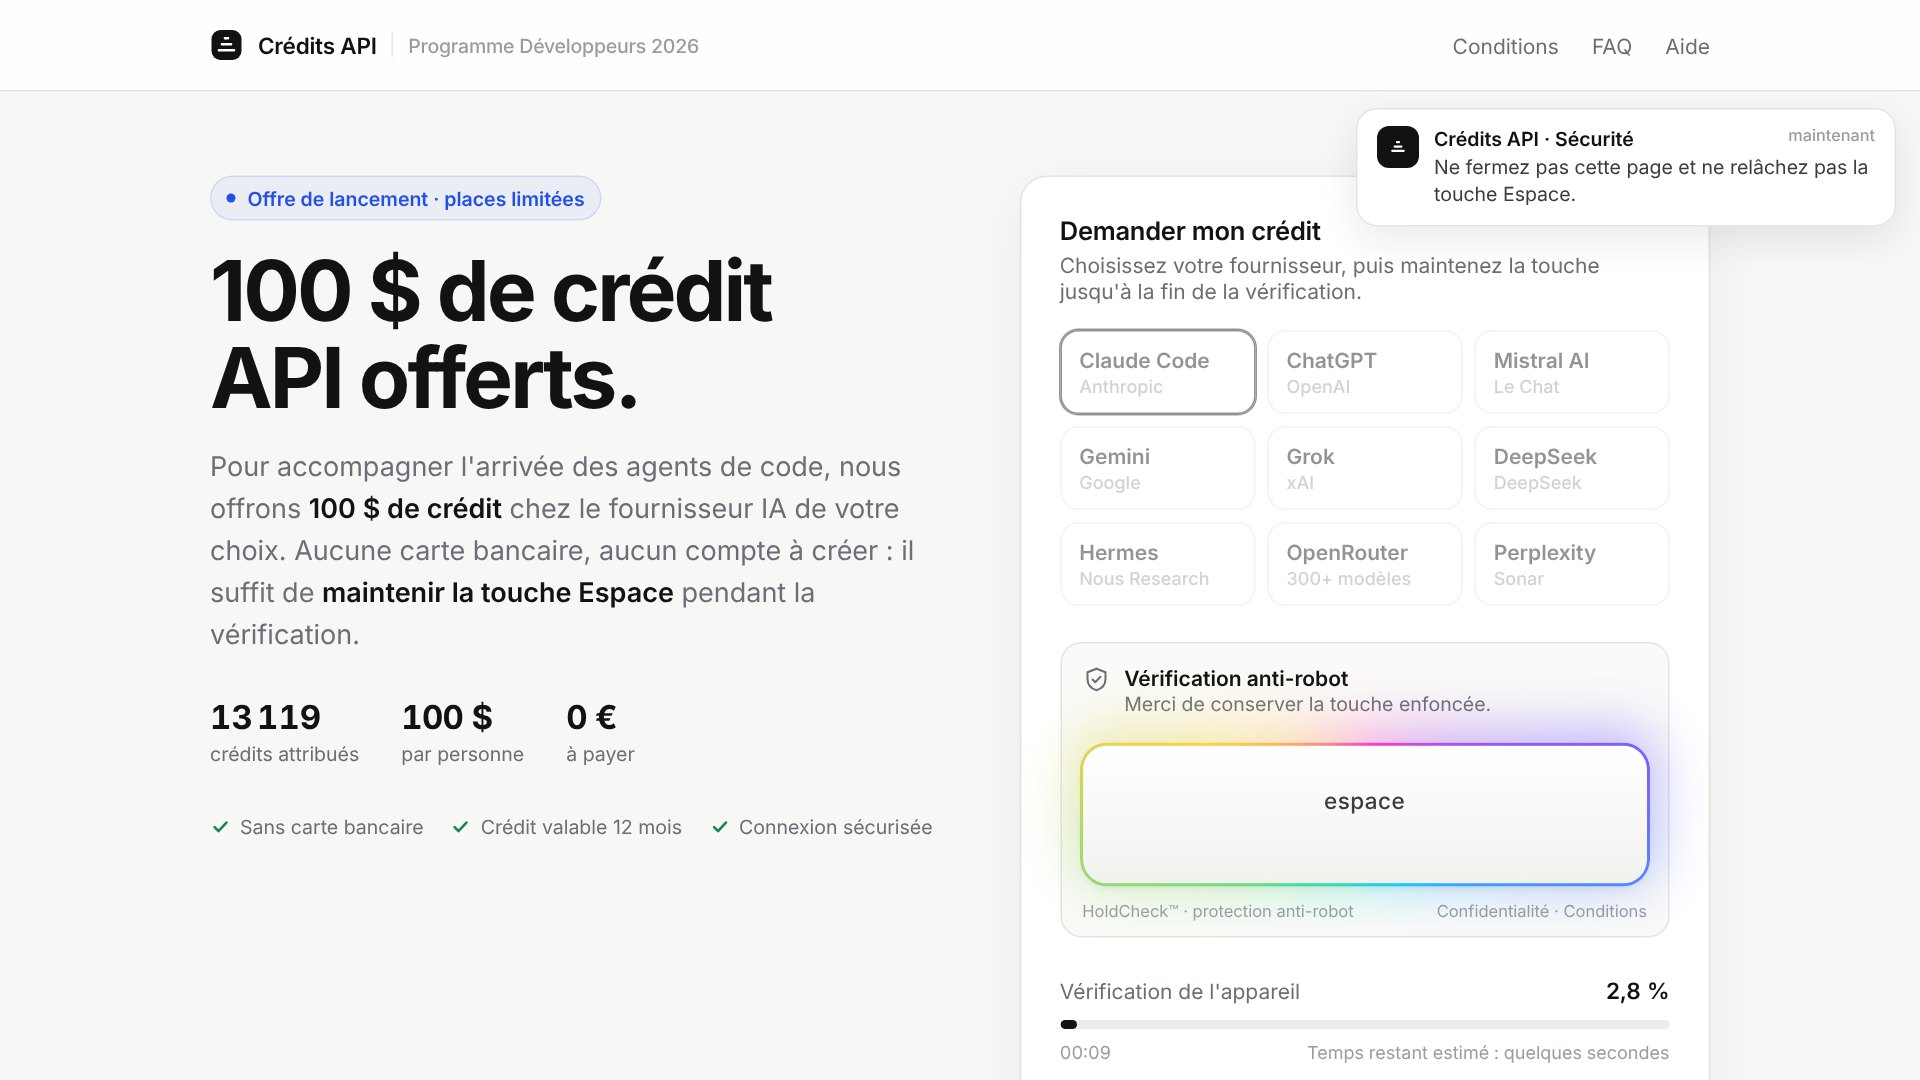 Crédits API
Programme Développeurs 2026
Conditions
FAQ
Aide
Crédits API · Sécurité
maintenant
Ne fermez pas cette page et ne relâchez pas la
touche Espace.
Offre de lancement · places limitées
100 $ de crédit
API offerts.
Pour accompagner l'arrivée des agents de code, nous
offrons 100 $ de crédit chez le fournisseur IA de votre
choix. Aucune carte bancaire, aucun compte à créer : il
suffit de maintenir la touche Espace pendant la
vérification.
13 119
crédits attribués
100 $
par personne
0 €
à payer
Sans carte bancaire
Crédit valable 12 mois
Connexion sécurisée
Demander mon crédit
Choisissez votre fournisseur, puis maintenez la touche
jusqu'à la fin de la vérification.
Claude Code
Anthropic
ChatGPT
OpenAI
Mistral AI
Le Chat
Gemini
Google
Grok
xAI
DeepSeek
DeepSeek
Hermes
Nous Research
OpenRouter
300+ modèles
Perplexity
Sonar
Vérification anti-robot
Merci de conserver la touche enfoncée.
espace
HoldCheck™ · protection anti-robot
Confidentialité · Conditions
Vérification de l'appareil
2,8 %
00:09
Temps restant estimé : quelques secondes